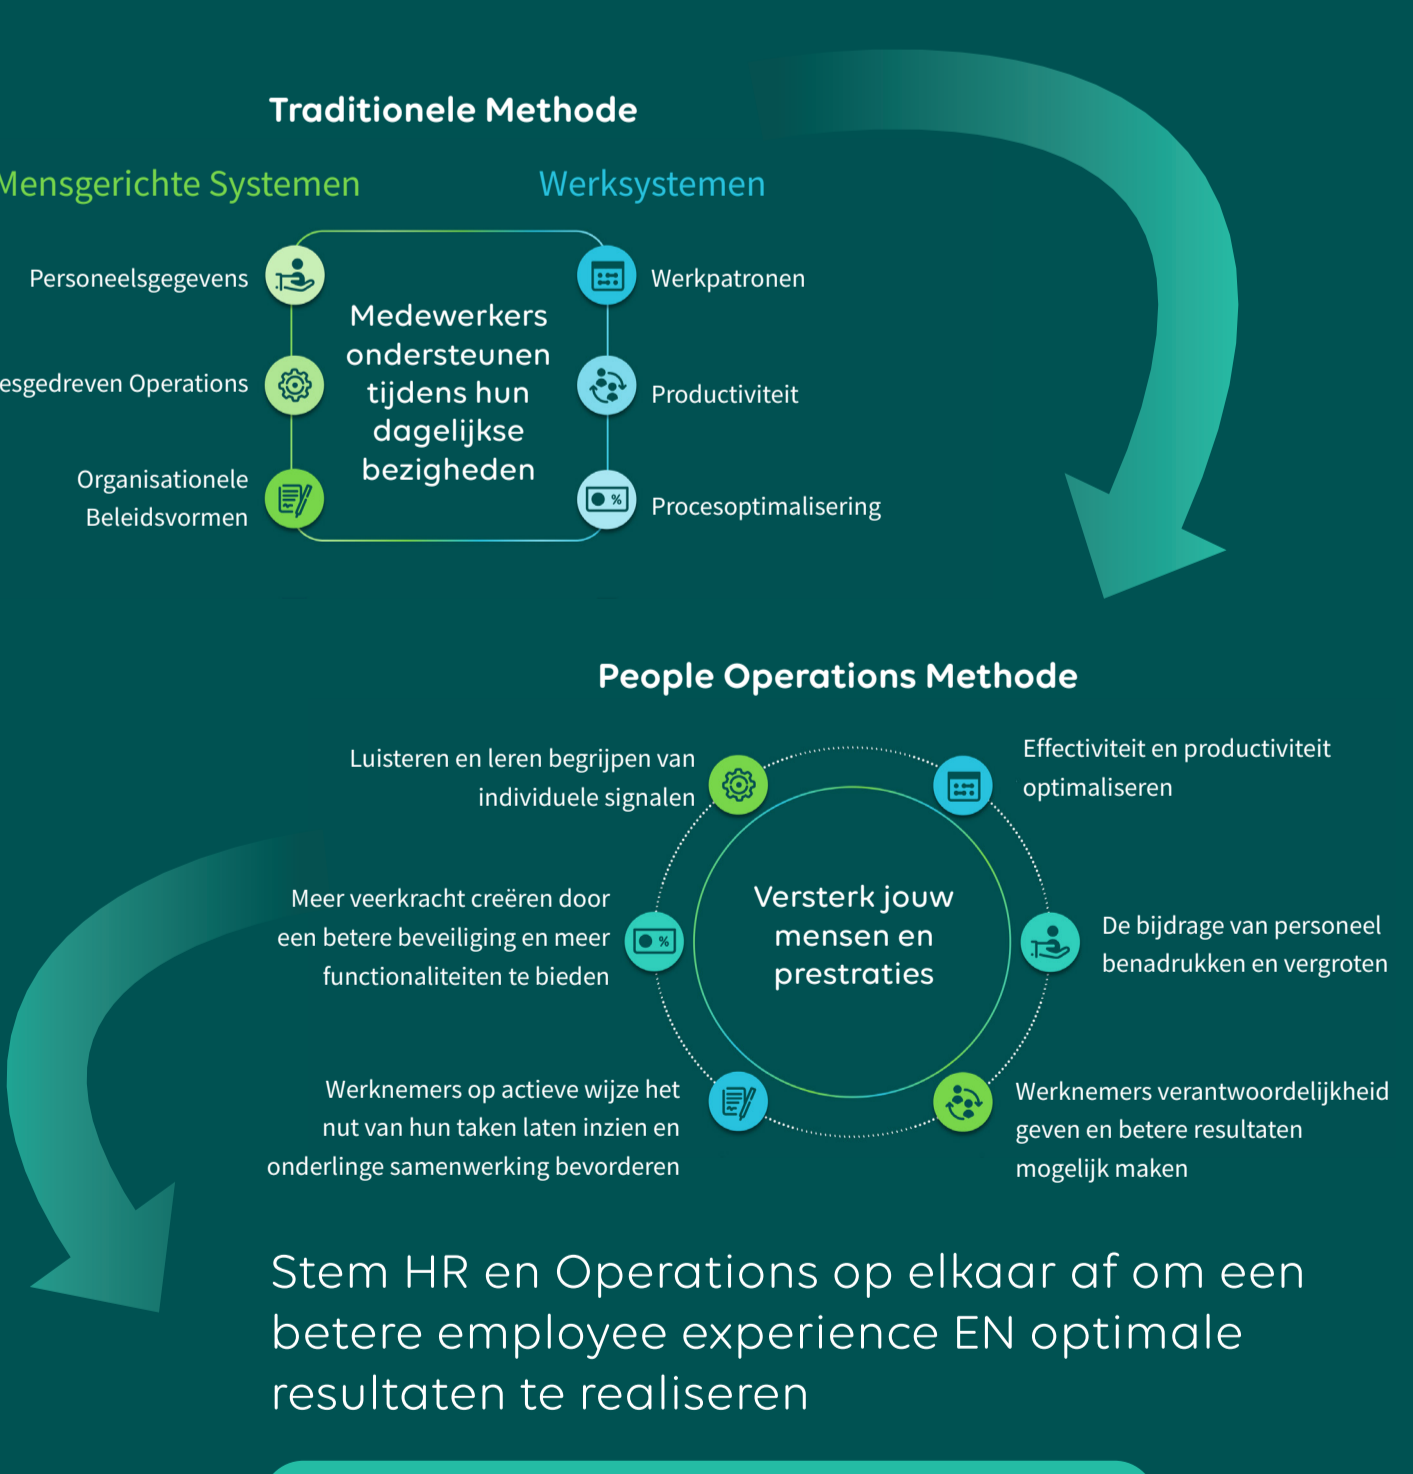 Traditionele Methode
Mensgerichte Systemen
Werksystemen
Personeelsgegevens
Operations
Organisationele
Beleidsvormen
Medewerkers
ondersteunen
tijdens hun
dagelijkse
bezigheden
Werkpatronen
Productiviteit
Procesoptimalisering
People Operations Methode
Luisteren en leren begrijpen van
individuele signalen
Effectiviteit en productiviteit
optimaliseren
Meer veerkracht creëren door
een betere beveiliging en meer
functionaliteiten te bieden
Versterk jouw
mensen en
prestraties
De bijdrage van personeel
benadrukken en vergroten
Werknemers op actieve wijze het
nut van hun taken laten inzien en
onderlinge samenwerking bevorderen
Werknemers verantwoordelijkheid
geven en betere resultaten
mogelijk maken
Stem HR en Operations op elkaar af om een
betere employee experience EN optimale
resultaten te realiseren